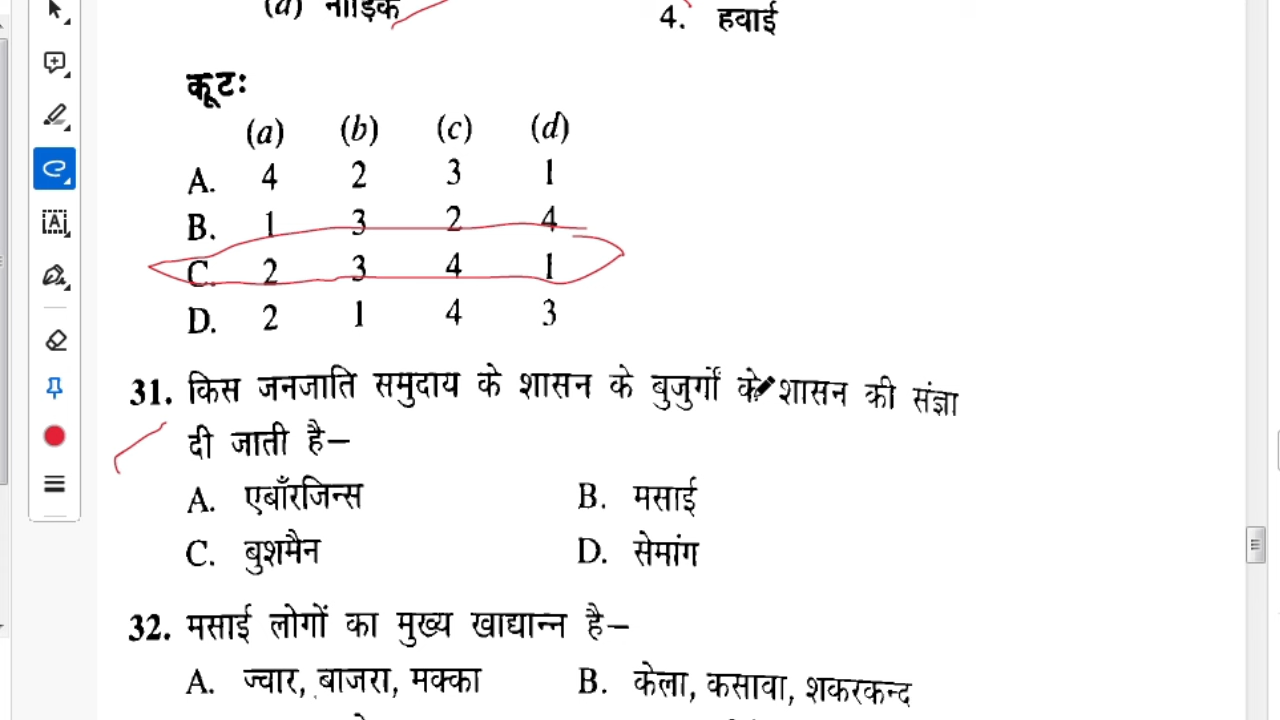 (a) नॉर्डिक
4. हवाई
कूटः
(a) (b) (c) (d)
A. 4 2 3 1
B. 1 3 2 4
C. 2 3 4 1
D. 2 1 4 3
31. किस जनजाति समुदाय के शासन के बुजुर्गों के शासन की संज्ञा
दी जाती है–
A. एबॉरजिन्स B. मसाई
C. बुशमैन D. सेमांग
32. मसाई लोगों का मुख्य खाद्यान्न है–
A. ज्वार, बाजरा, मक्का B. केला, कसावा, शकरकन्द